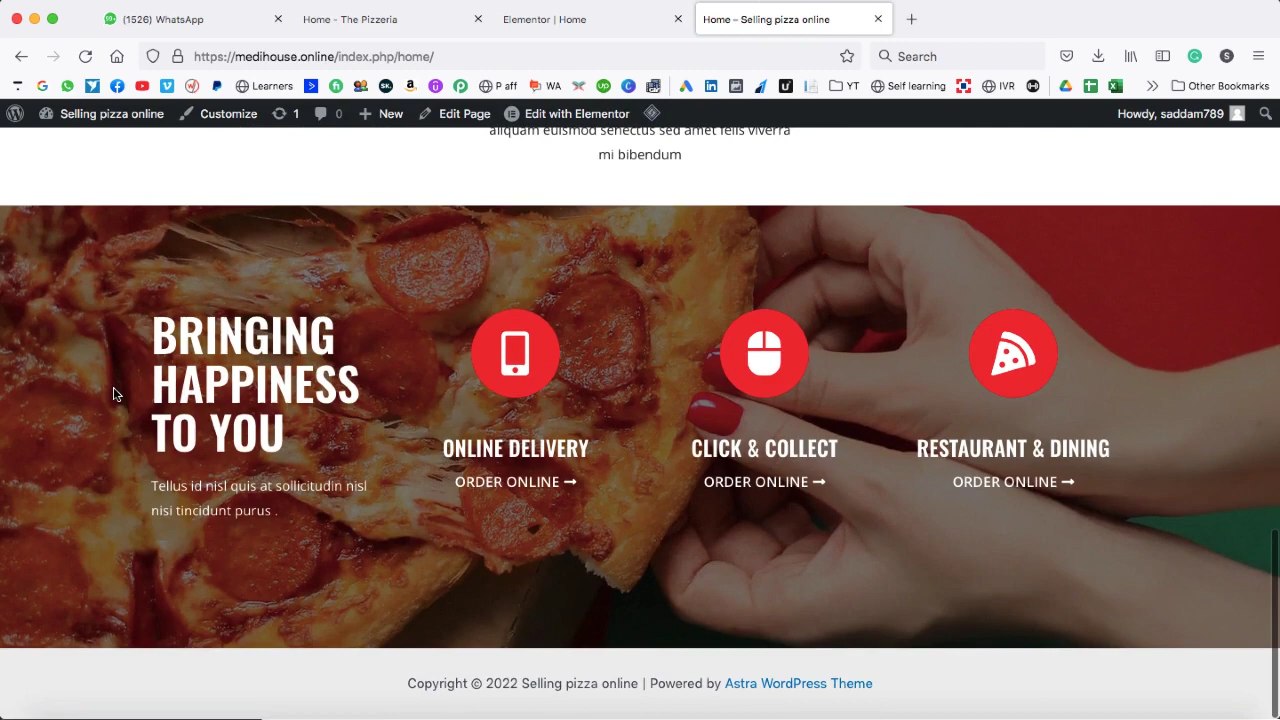 (1526) WhatsApp
Home - The Pizzeria
Elementor | Home
Home – Selling pizza online
https://medihouse.online/index.php/home/
Search
Learners
P aff
WA
YT
Self learning
IVR
Other Bookmarks
Selling pizza online
Customize
1
0
New
Edit Page
Edit with Elementor
Howdy, saddam789
aliquam euismod senectus sed amet felis viverra
mi bibendum
BRINGING
HAPPINESS
TO YOU
Tellus id nisl quis at sollicitudin nisl
nisi tincidunt purus .
ONLINE DELIVERY
ORDER ONLINE
CLICK & COLLECT
ORDER ONLINE
RESTAURANT & DINING
ORDER ONLINE
Copyright © 2022 Selling pizza online | Powered by Astra WordPress Theme